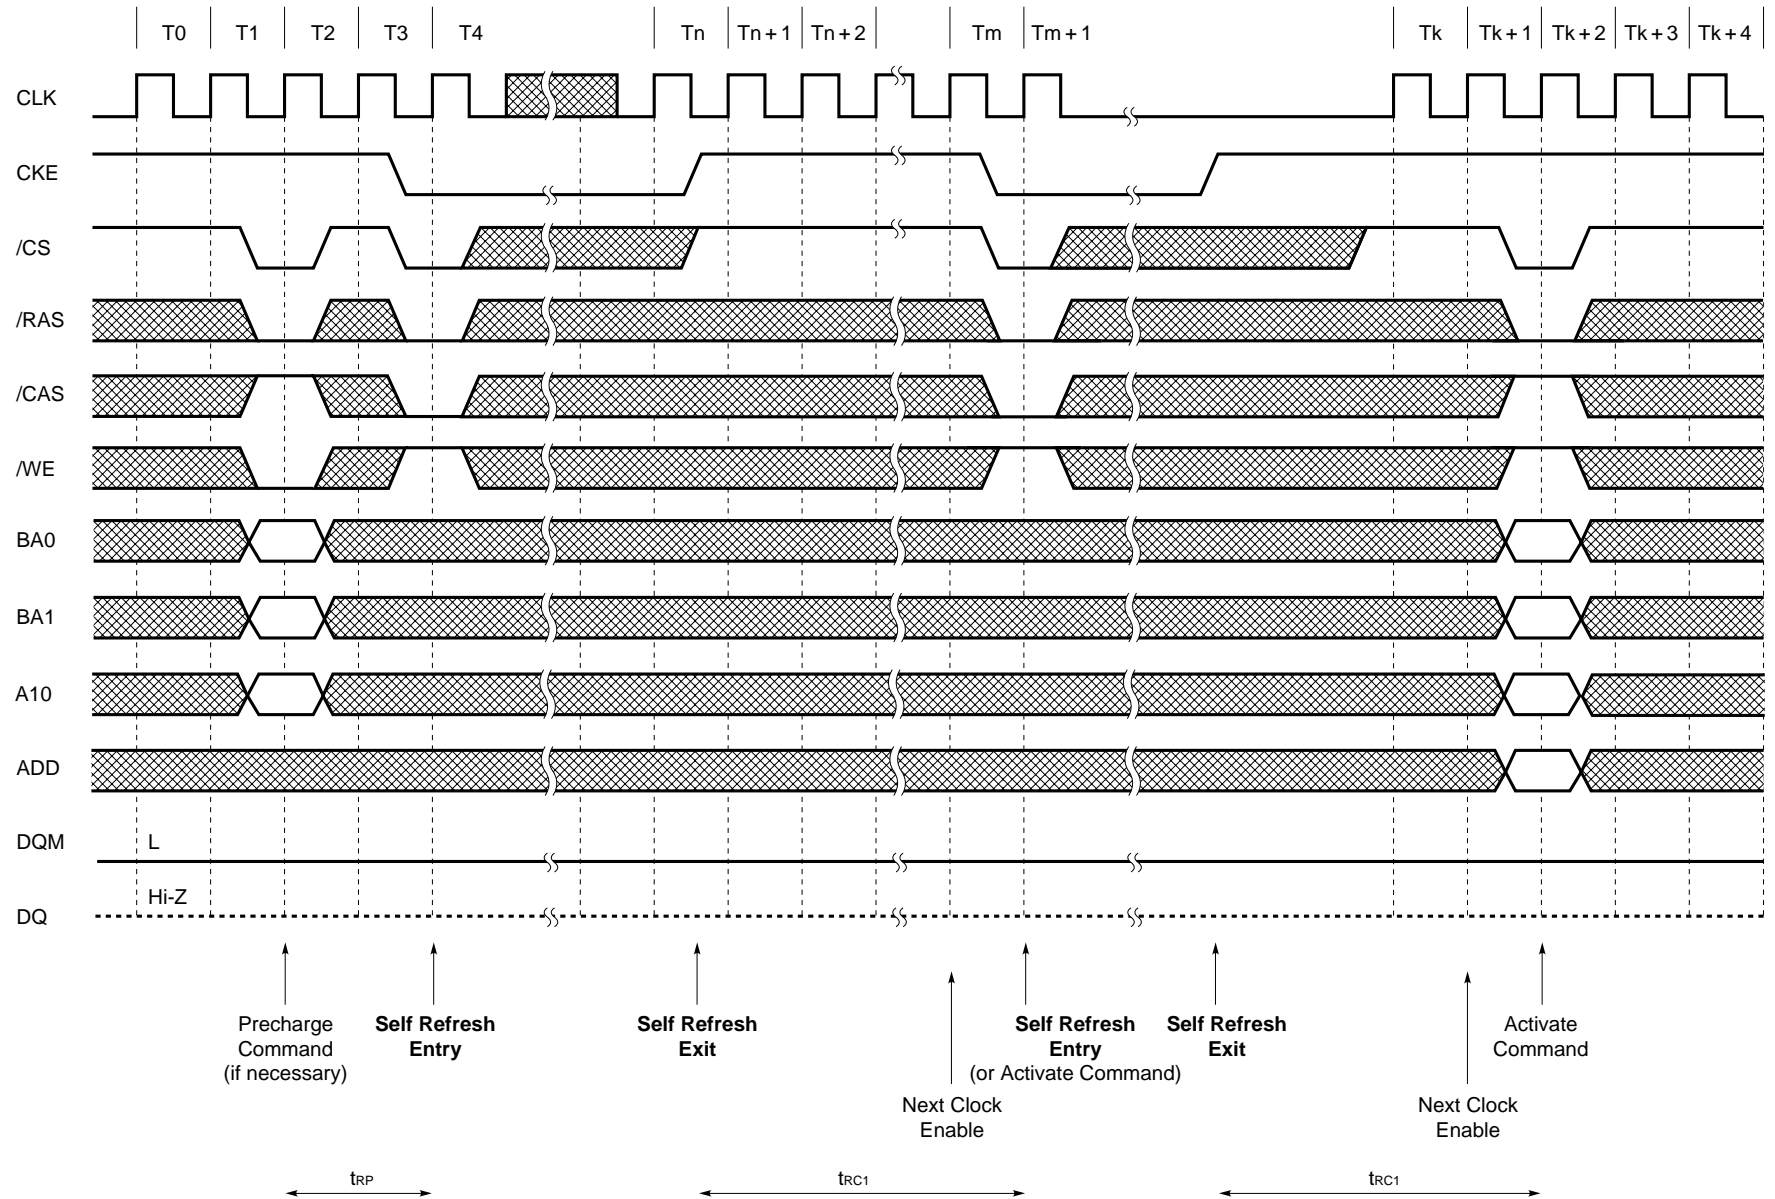 T0 T1 T2 T3 T4 Tn Tn + 1 Tn + 2 Tm Tm + 1 Tk Tk + 1 Tk + 2 Tk + 3 Tk + 4
CLK
CKE
/CS
/RAS
/CAS
/WE
BA0
BA1
A10
ADD
DQM L
Hi-Z
DQ
Precharge Command (if necessary)
Self Refresh Entry
Self Refresh Exit
Self Refresh Entry (or Activate Command)
Self Refresh Exit
Activate Command
Next Clock Enable
Next Clock Enable
tRP tRC1 tRC1